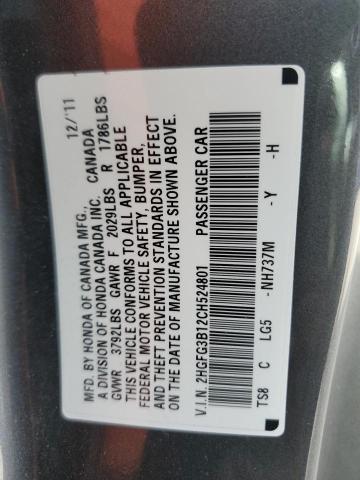 MFD. BY HONDA OF CANADA MFG., 12/'11
A DIVISION OF HONDA CANADA INC. CANADA
GVWR 3792LBS GAWR F 2029LBS R 1786LBS
THIS VEHICLE CONFORMS TO ALL APPLICABLE
FEDERAL MOTOR VEHICLE SAFETY, BUMPER,
AND THEFT PREVENTION STANDARDS IN EFFECT
ON THE DATE OF MANUFACTURE SHOWN ABOVE.
V.I.N. 2HGFG3B12CH524801 PASSENGER CAR
TS8 C LG5 -NH737M -Y -H